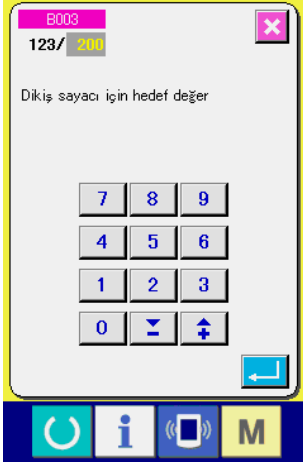 B003
123/ 200
Dikiş sayacı için hedef değer
7 8 9
4 5 6
1 2 3
0
i M